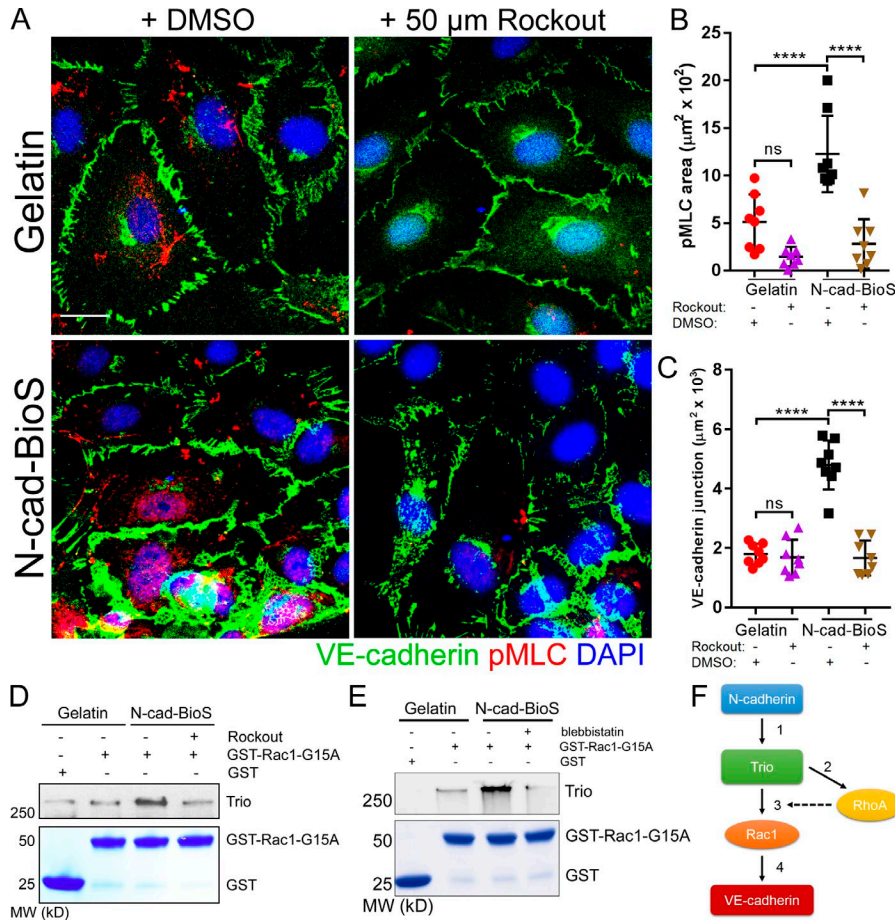 A
+ DMSO
+ 50 µm Rockout
Gelatin
N-cad-BioS
VE-cadherin pMLC DAPI
B
pMLC area (µm² x 10²)
25
20
15
10
5
0
****
****
ns
Gelatin N-cad-BioS
Rockout: - + - +
DMSO: + - + -
C
VE-cadherin junction (µm² x 10³)
8
6
4
2
0
****
****
ns
Gelatin N-cad-BioS
Rockout: - + - +
DMSO: + - + -
D
Gelatin N-cad-BioS
- - - + Rockout
- + + + GST-Rac1-G15A
+ - - - GST
250
Trio
50
GST-Rac1-G15A
25
GST
MW (kD)
E
Gelatin N-cad-BioS
- - - + blebbistatin
- + + + GST-Rac1-G15A
+ - - - GST
250
Trio
50
GST-Rac1-G15A
25
GST
MW (kD)
F
N-cadherin
1
Trio
2
RhoA
3
Rac1
4
VE-cadherin